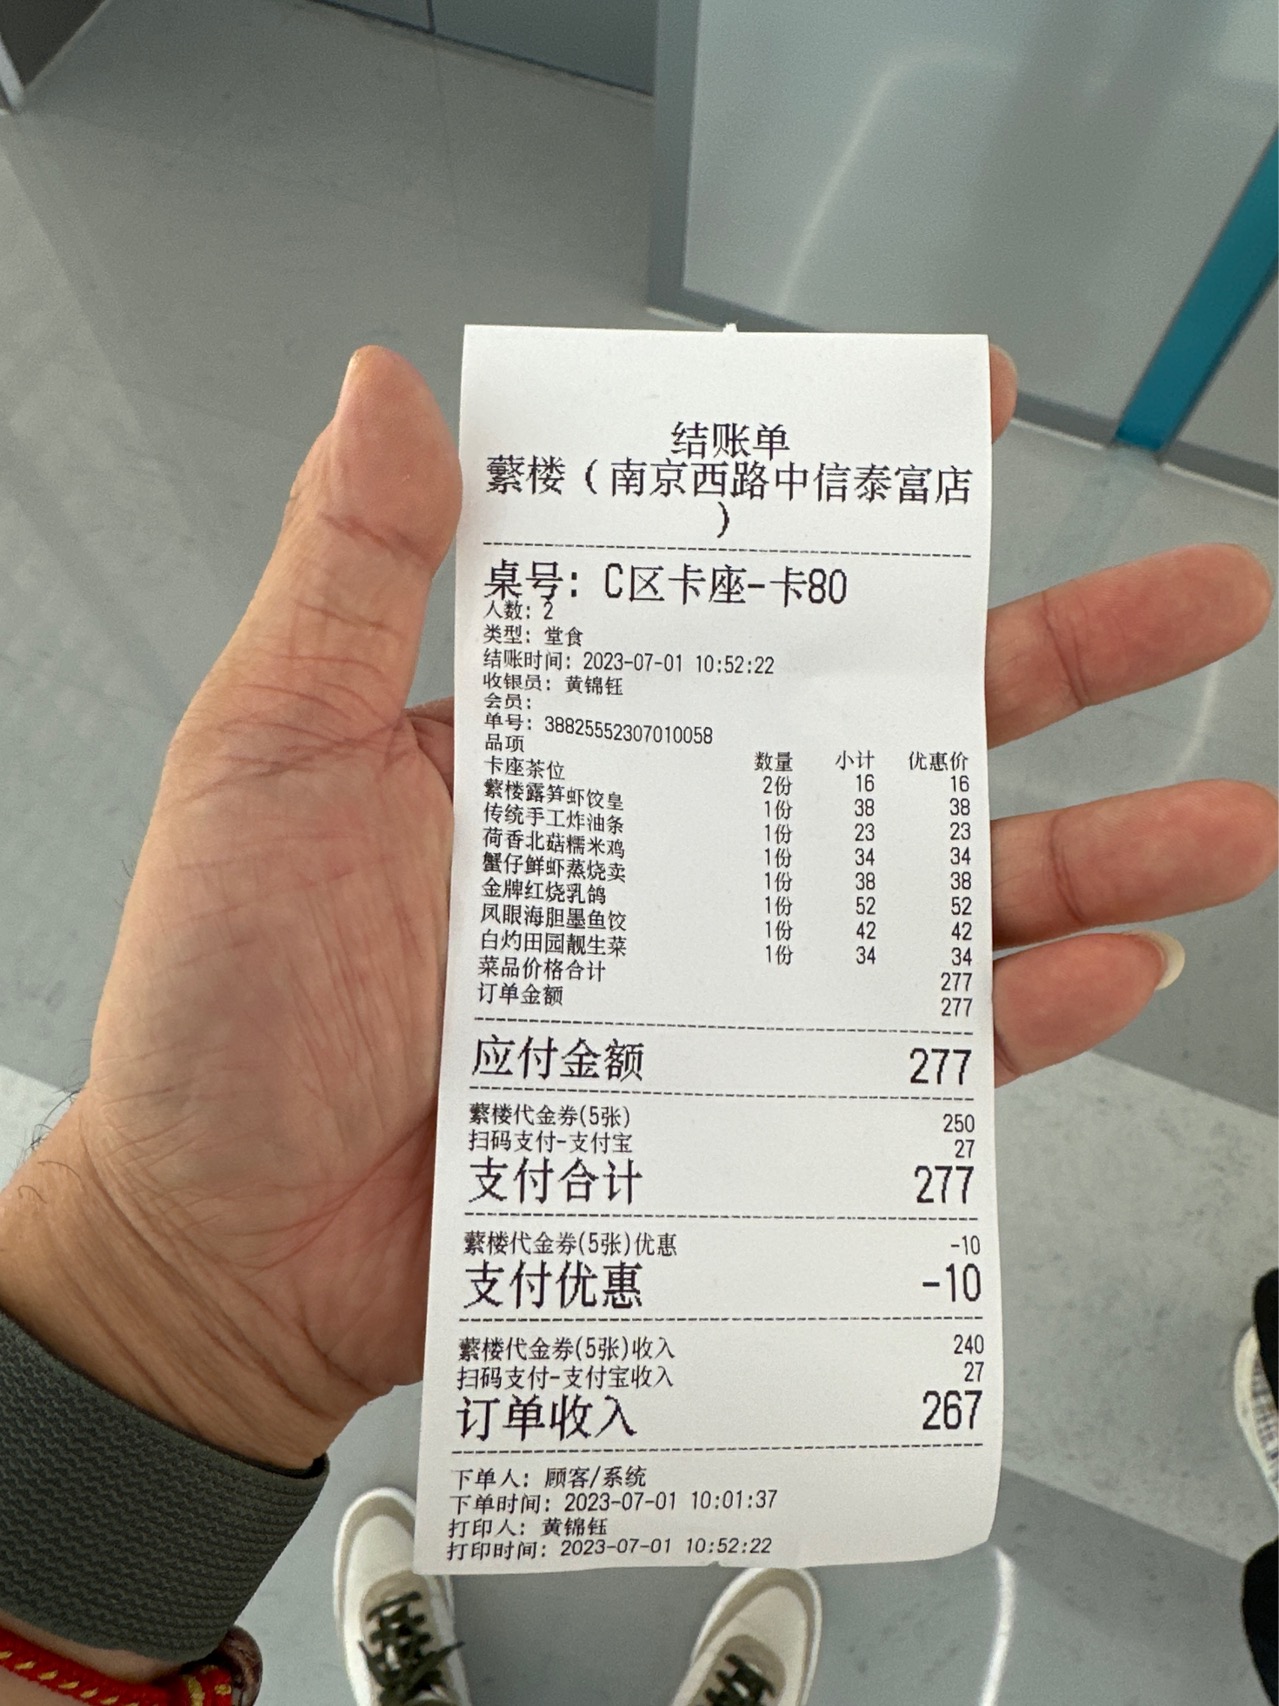 结账单
蘩楼（南京西路中信泰富店
）
桌号：C区卡座-卡80
人数：2
类型：堂食
结账时间：2023-07-01 10:52:22
收银员：黄锦钰
会员：
单号：38825552307010058
品项 数量 小计 优惠价
卡座茶位 2份 16 16
蘩楼露笋虾饺皇 1份 38 38
传统手工炸油条 1份 23 23
荷香北菇糯米鸡 1份 34 34
蟹仔鲜虾蒸烧卖 1份 38 38
金牌红烧乳鸽 1份 52 52
凤眼海胆墨鱼饺 1份 42 42
白灼田园靓生菜 1份 34 34
菜品价格合计 277
订单金额 277
应付金额 277
蘩楼代金券(5张) 250
扫码支付-支付宝 27
支付合计 277
蘩楼代金券(5张)优惠 -10
支付优惠 -10
蘩楼代金券(5张)收入 240
扫码支付-支付宝收入 27
订单收入 267
下单人：顾客/系统
下单时间：2023-07-01 10:01:37
打印人：黄锦钰
打印时间：2023-07-01 10:52:22